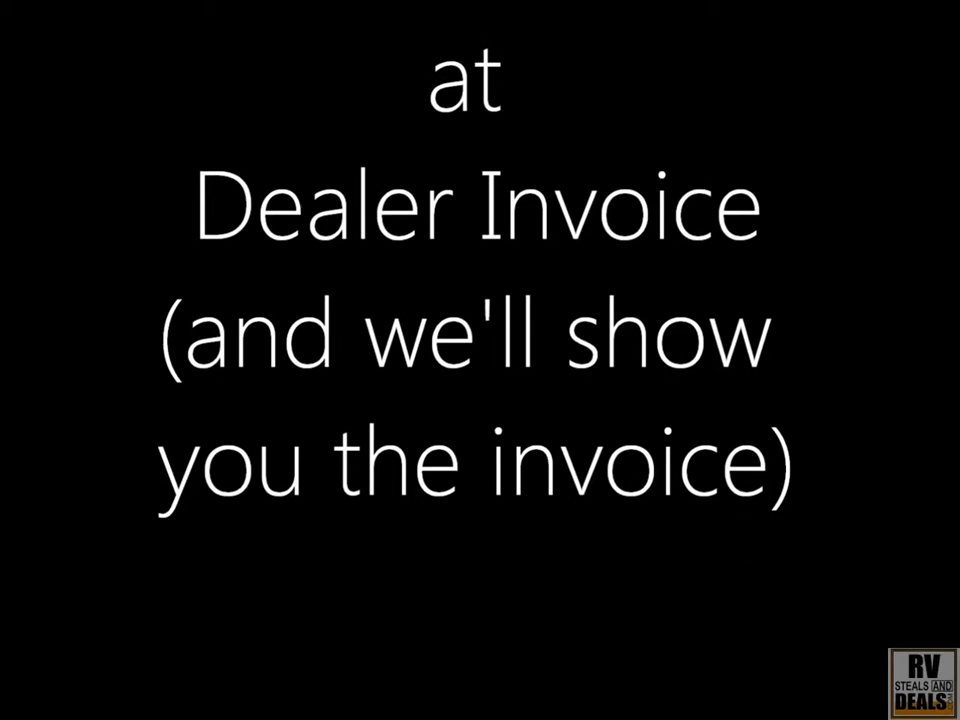 at
Dealer Invoice
(and we'll show
you the invoice)
RV
STEALS AND
DEALS